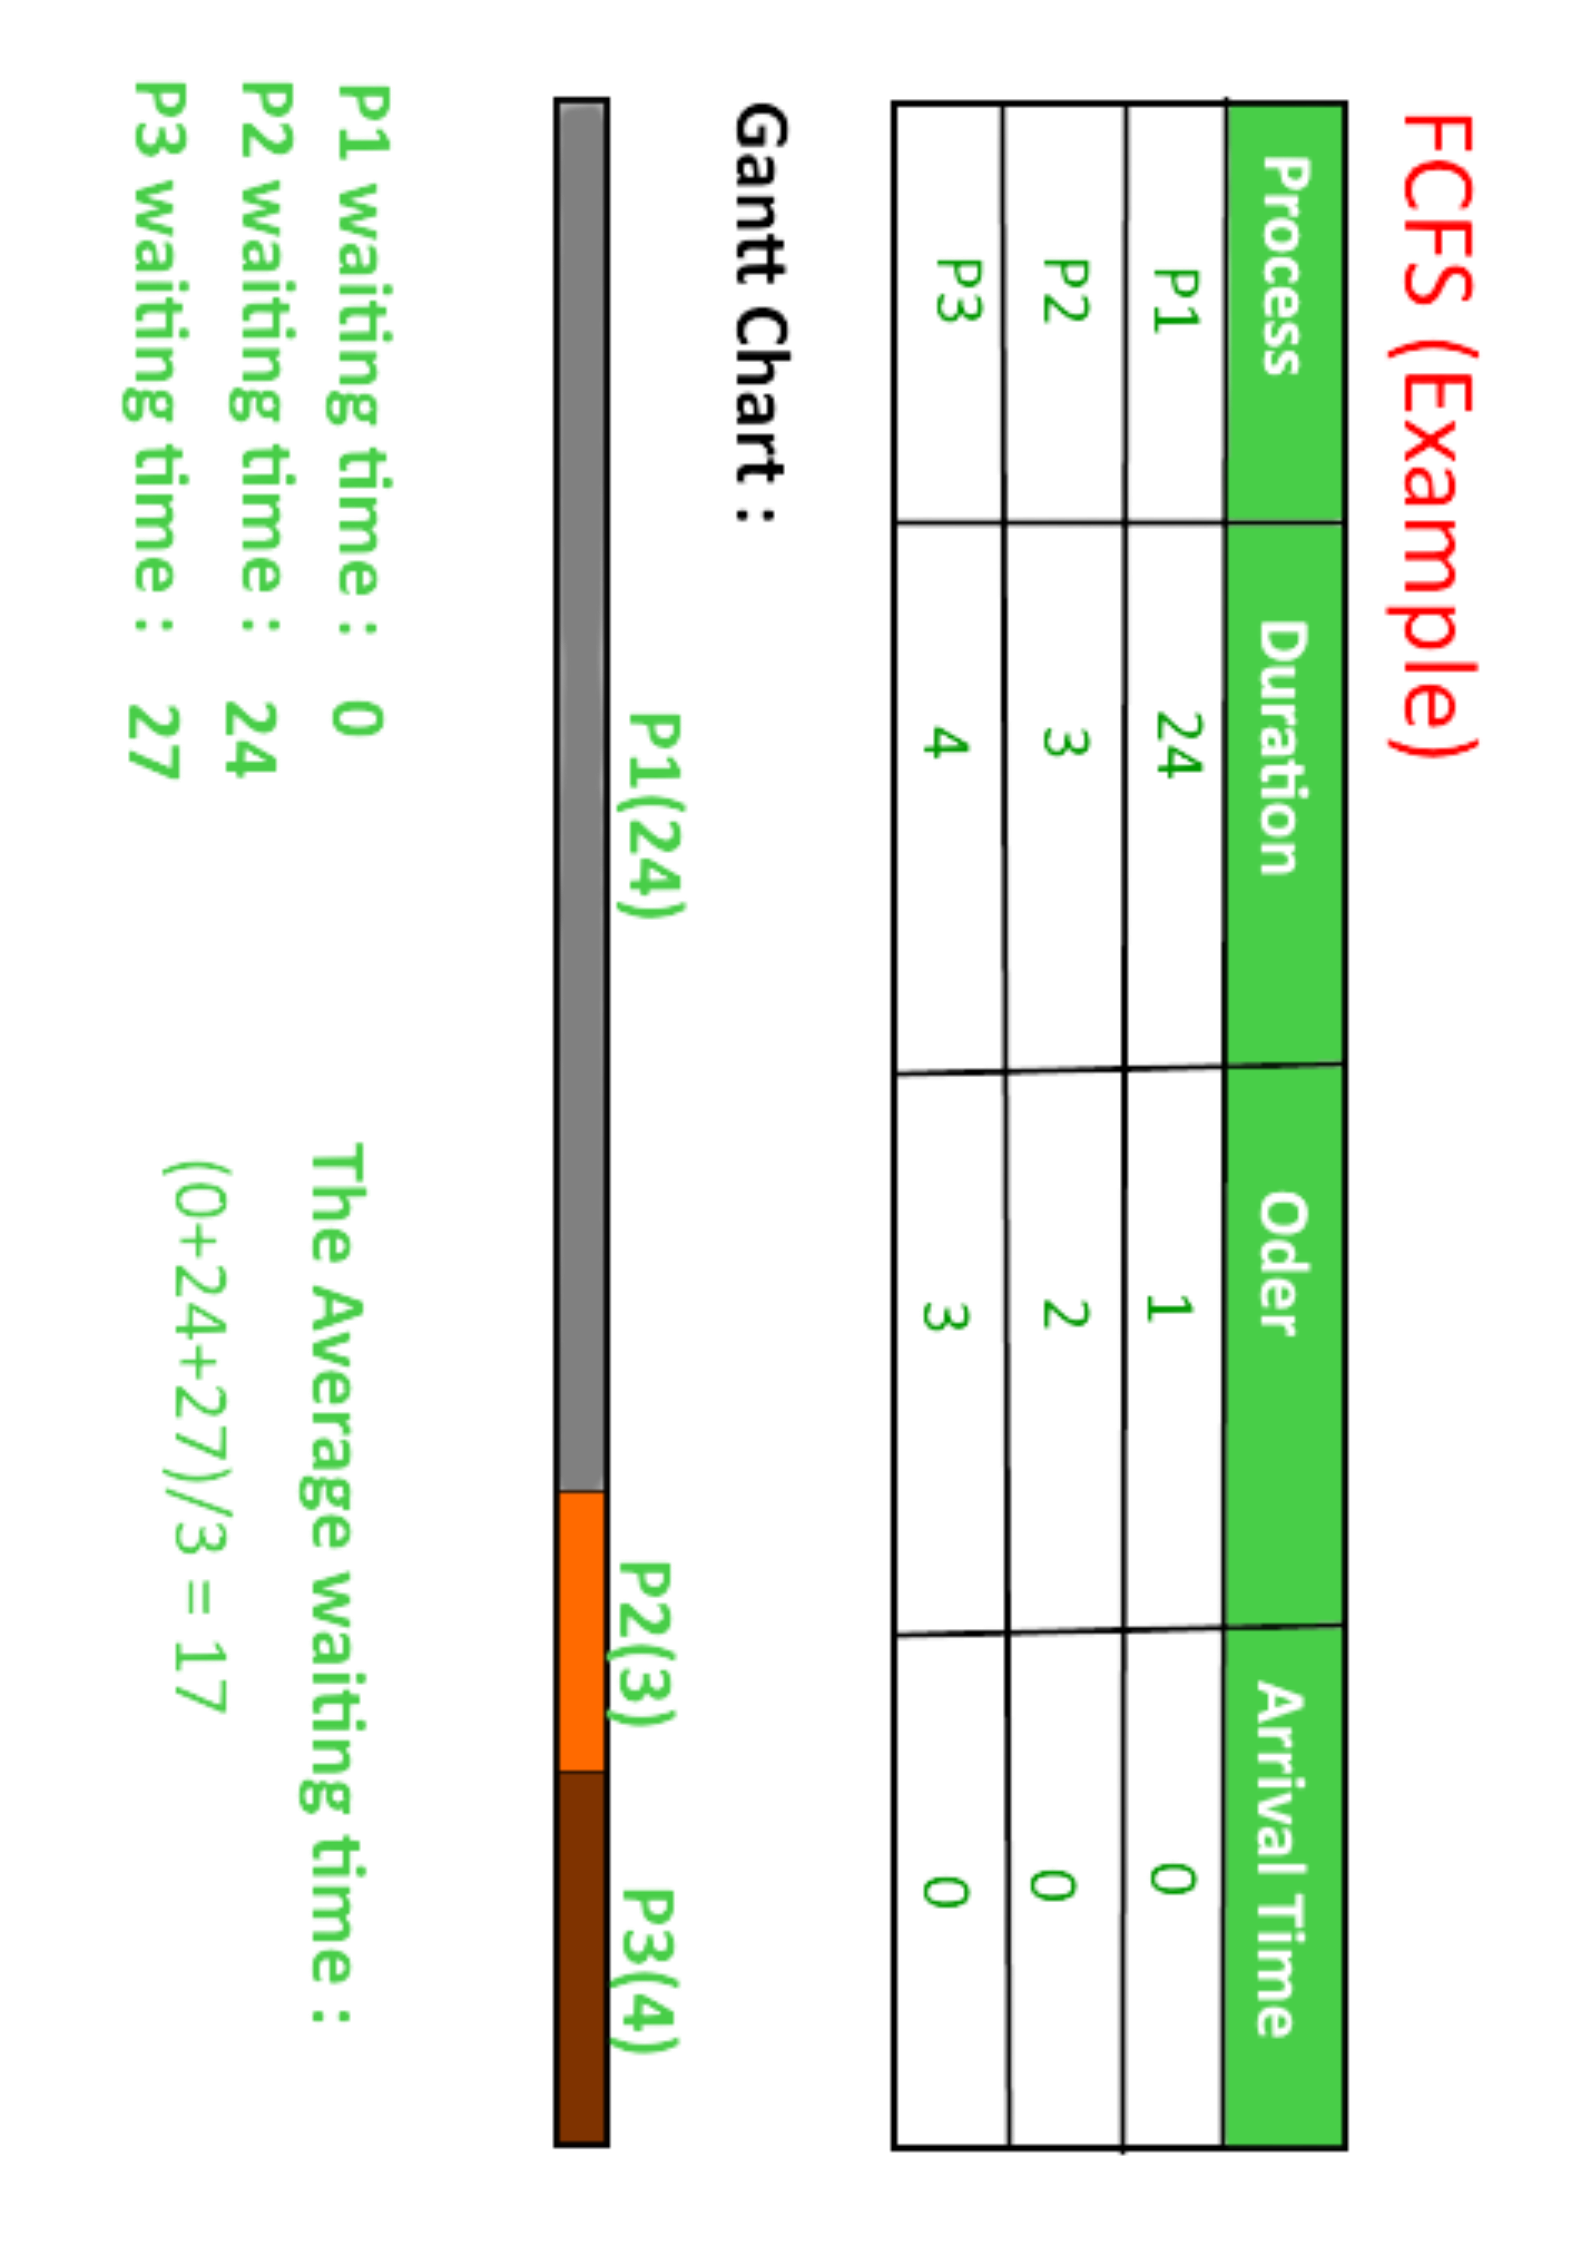 FCFS (Example)
Process Duration Oder Arrival Time
P1 24 1 0
P2 3 2 0
P3 4 3 0
Gantt Chart :
P1(24) P2(3) P3(4)
P1 waiting time : 0
P2 waiting time : 24
P3 waiting time : 27
The Average waiting time :
(0+24+27)/3 = 17